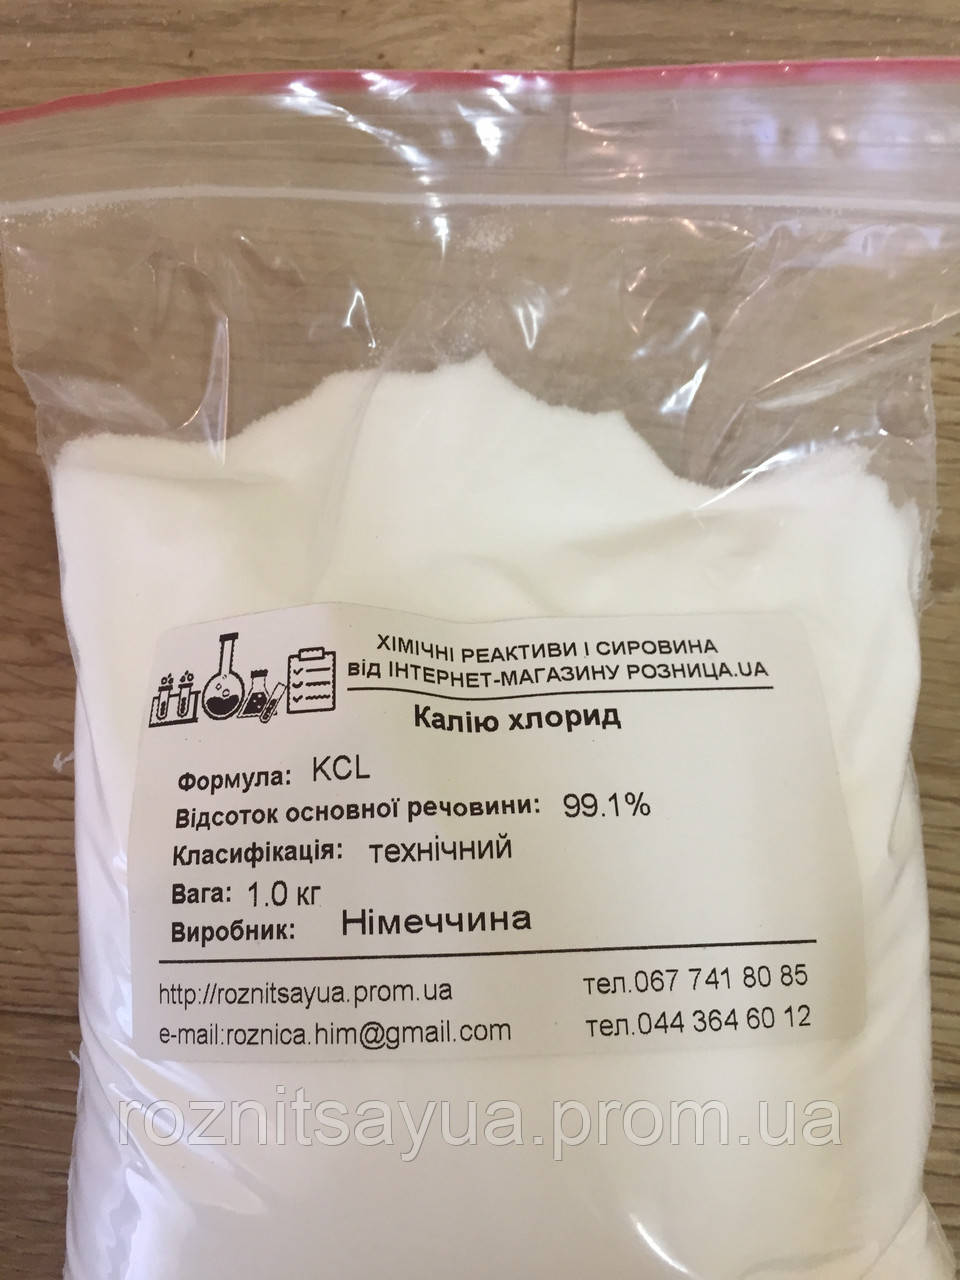 ХІМІЧНІ РЕАКТИВИ І СИРОВИНА
ВІД ІНТЕРНЕТ-МАГАЗИНУ РОЗНИЦА.UA
Калію хлорид
Формула: KCL
Відсоток основної речовини: 99.1%
Класифікація: технічний
Вага: 1.0 кг
Виробник: Німеччина
http://roznitsayua.prom.ua тел.067 741 80 85
e-mail:roznica.him@gmail.com тел.044 364 60 12
roznitsayua.prom.ua